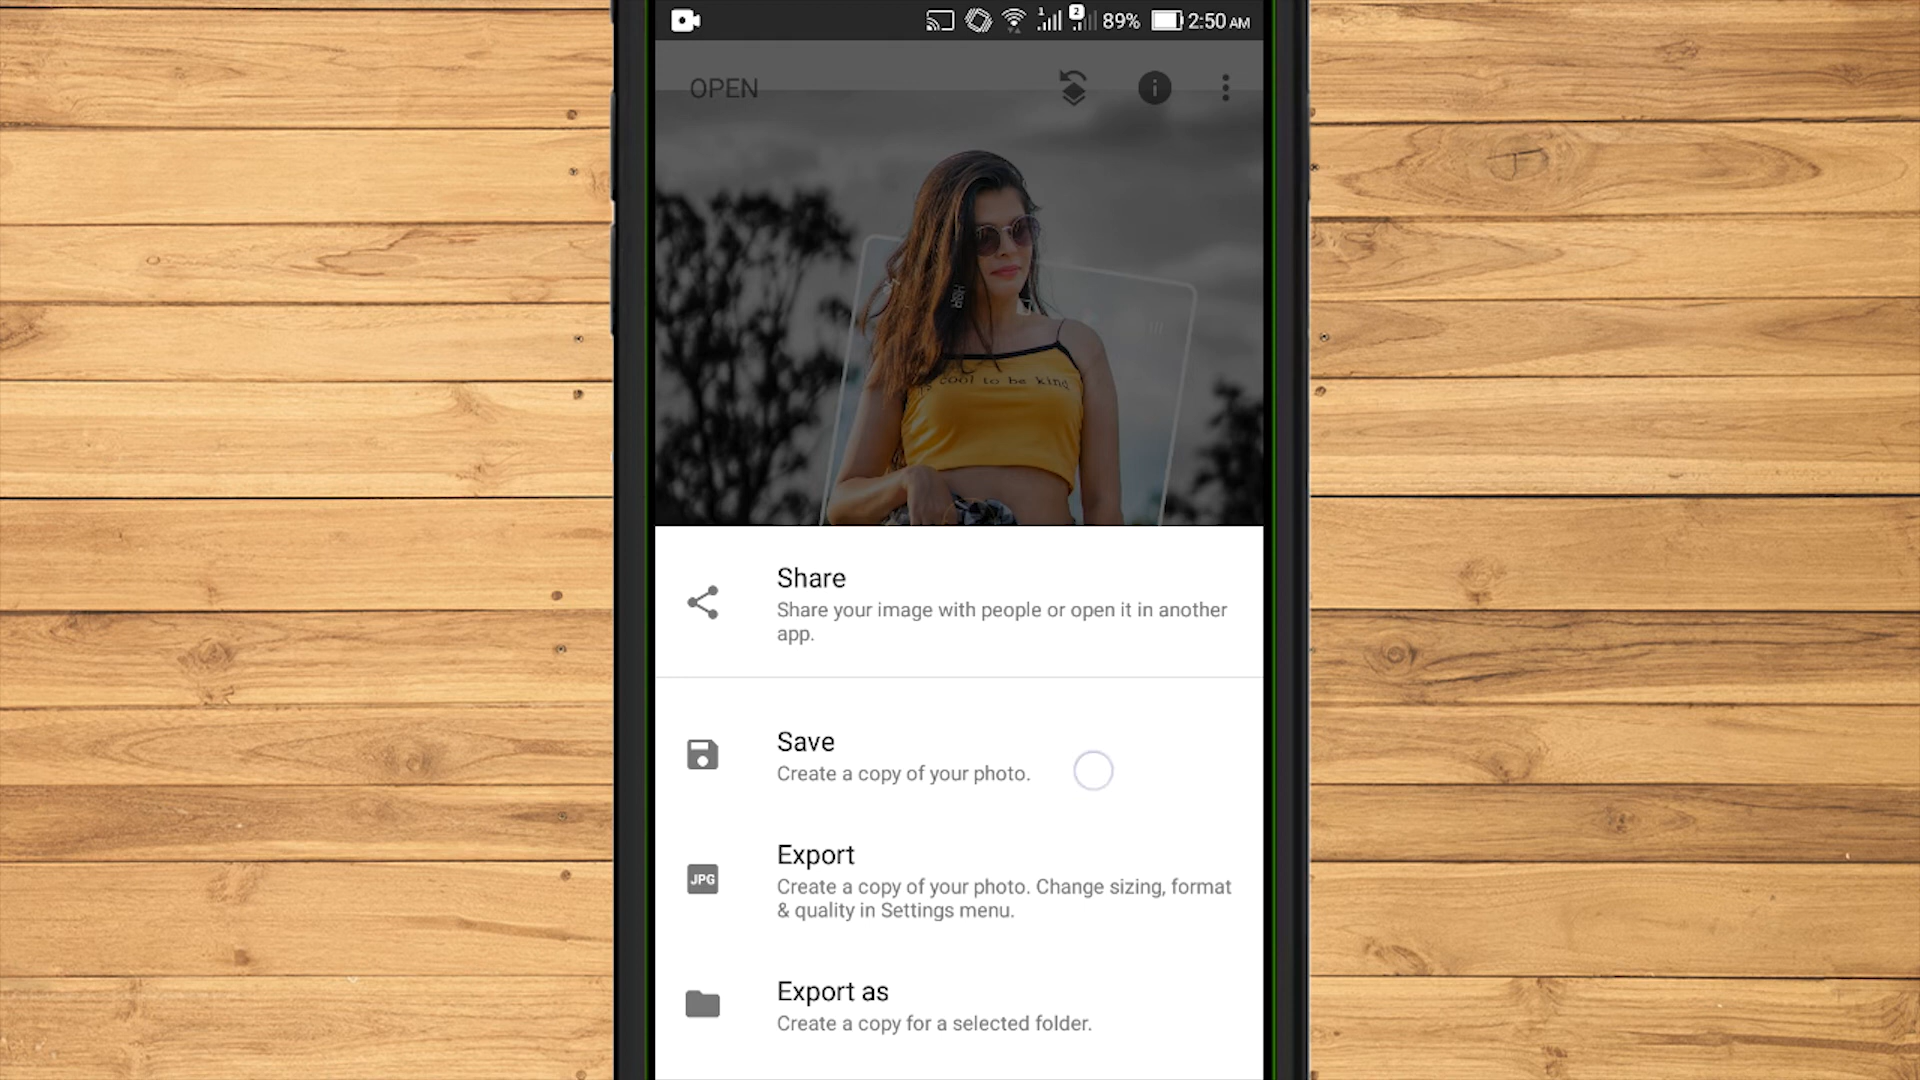 1 2 89% 2:50 AM
OPEN
cool to be kind
Share
Share your image with people or open it in another
app.
Save
Create a copy of your photo.
JPG
Export
Create a copy of your photo. Change sizing, format
& quality in Settings menu.
Export as
Create a copy for a selected folder.